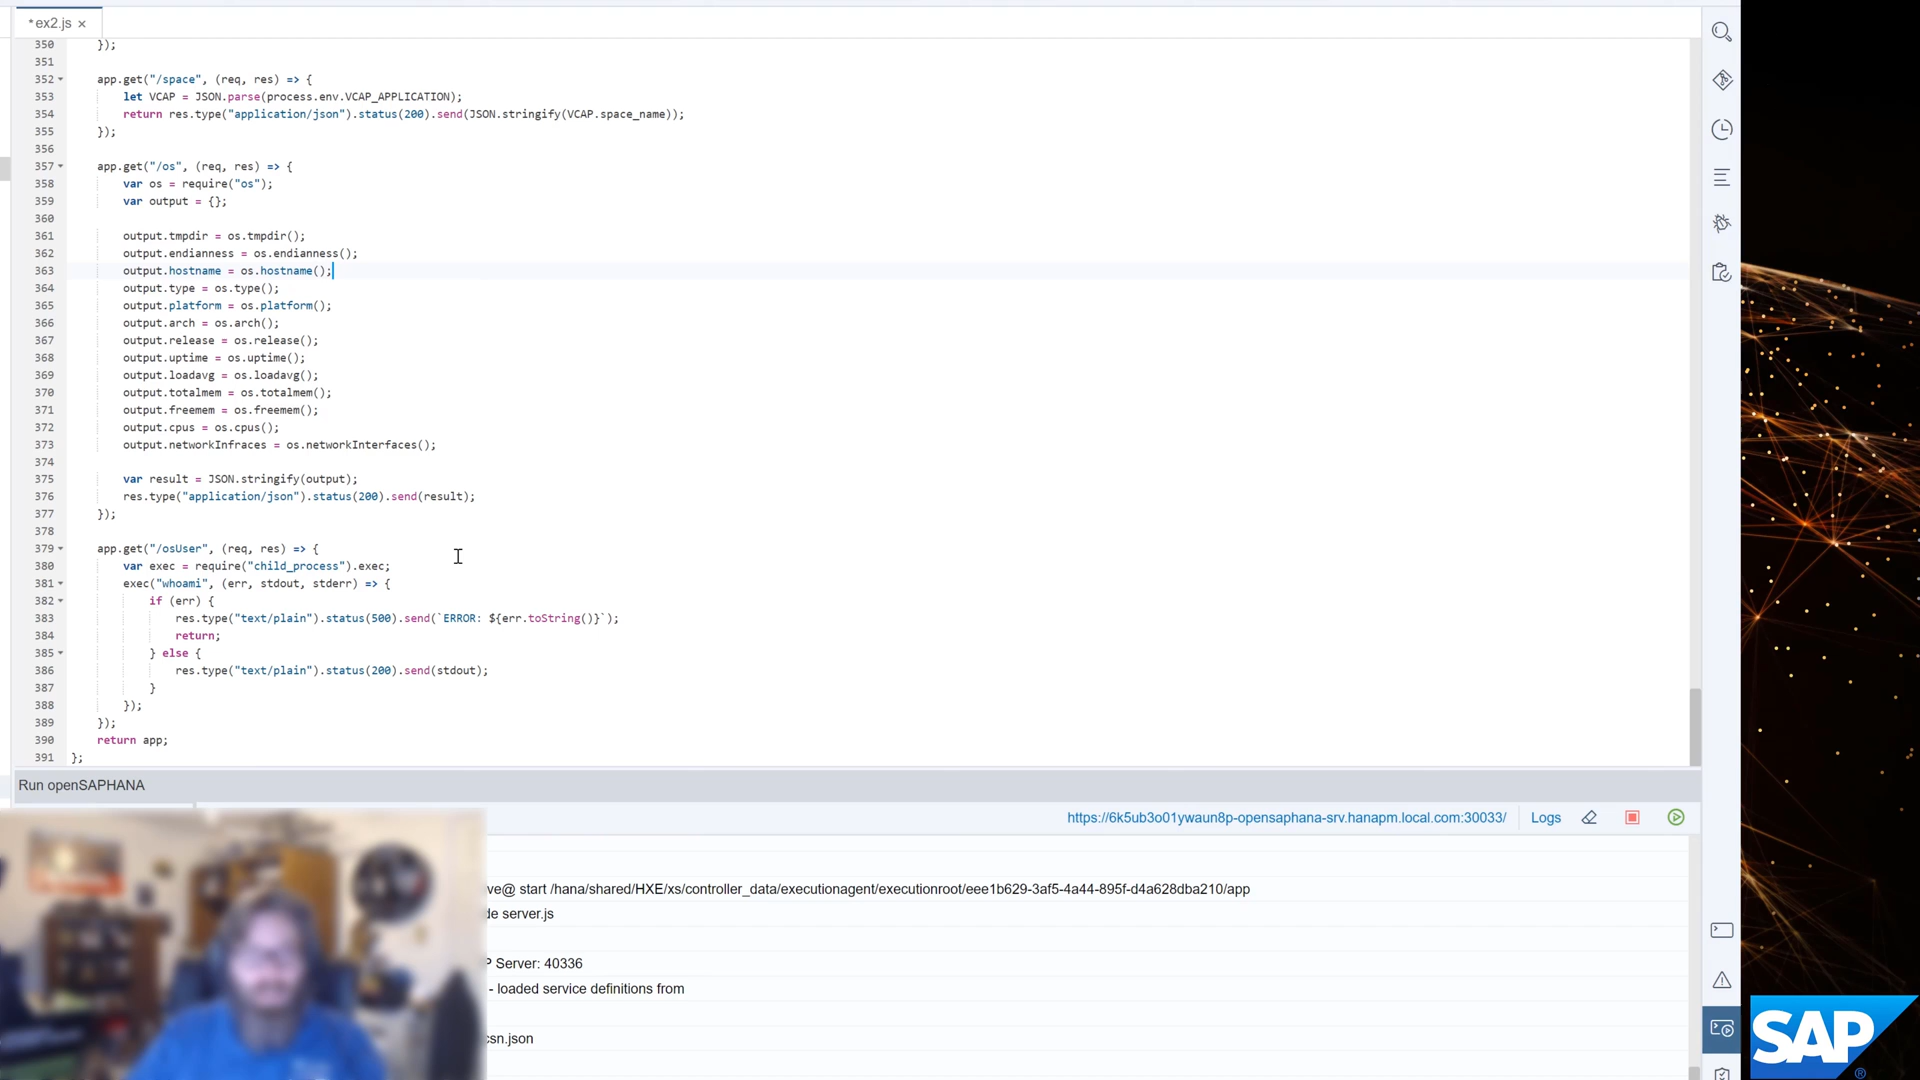 *ex2.js ×
350 });
351
352 app.get("/space", (req, res) => {
353 let VCAP = JSON.parse(process.env.VCAP_APPLICATION);
354 return res.type("application/json").status(200).send(JSON.stringify(VCAP.space_name));
355 });
356
357 app.get("/os", (req, res) => {
358 var os = require("os");
359 var output = {};
360
361 output.tmpdir = os.tmpdir();
362 output.endianness = os.endianness();
363 output.hostname = os.hostname();
364 output.type = os.type();
365 output.platform = os.platform();
366 output.arch = os.arch();
367 output.release = os.release();
368 output.uptime = os.uptime();
369 output.loadavg = os.loadavg();
370 output.totalmem = os.totalmem();
371 output.freemem = os.freemem();
372 output.cpus = os.cpus();
373 output.networkInfraces = os.networkInterfaces();
374
375 var result = JSON.stringify(output);
376 res.type("application/json").status(200).send(result);
377 });
378
379 app.get("/osUser", (req, res) => {
380 var exec = require("child_process").exec;
381 exec("whoami", (err, stdout, stderr) => {
382 if (err) {
383 res.type("text/plain").status(500).send(`ERROR: ${err.toString()}`);
384 return;
385 } else {
386 res.type("text/plain").status(200).send(stdout);
387 }
388 });
389 });
390 return app;
391 };
Run openSAPHANA
https://6k5ub3o01ywaun8p-opensaphana-srv.hanapm.local.com:30033/ Logs
ve@ start /hana/shared/HXE/xs/controller_data/executionagent/executionroot/eee1b629-3af5-4a44-895f-d4a628dba210/app
de server.js
P Server: 40336
- loaded service definitions from
csn.json
SAP ®